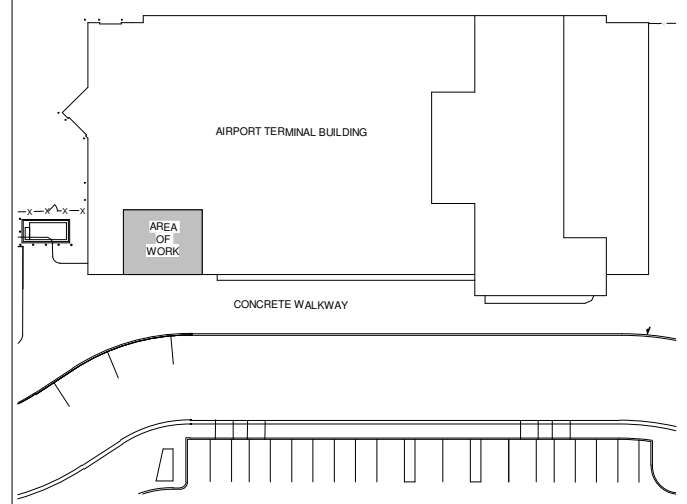 AIRPORT TERMINAL BUILDING
X X X X
AREA
OF
WORK
CONCRETE WALKWAY